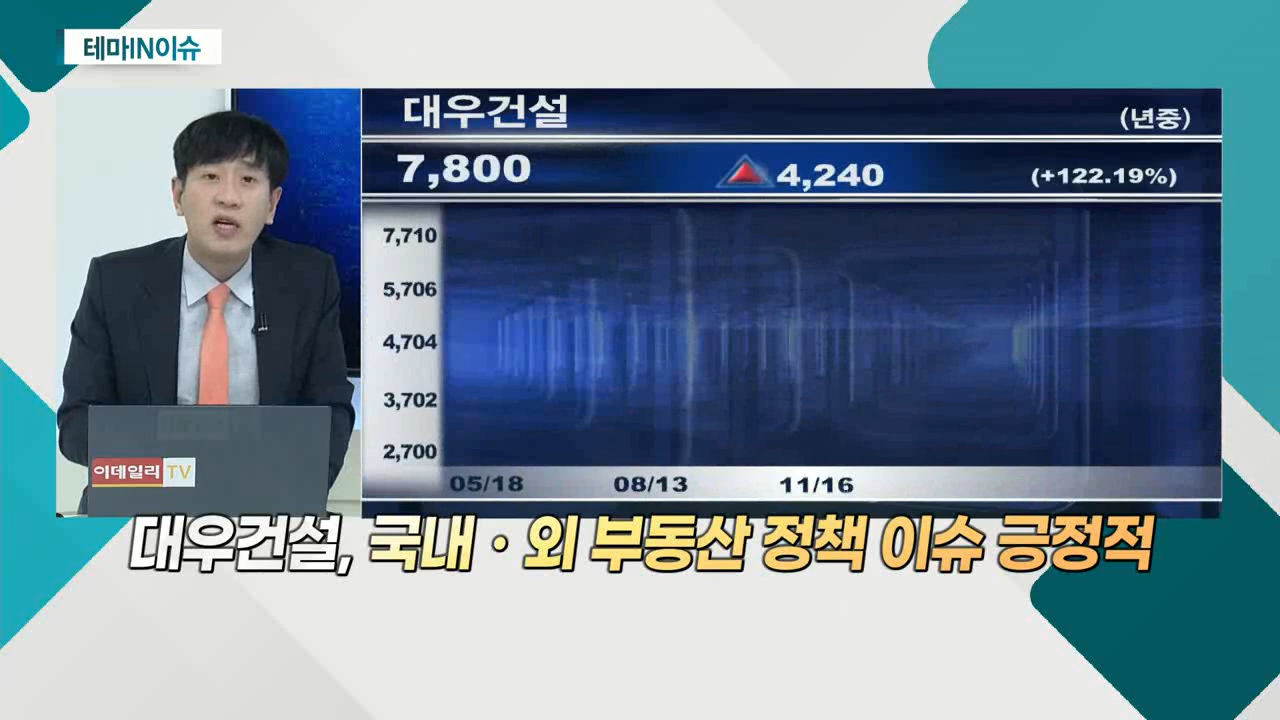 테마IN이슈
대우건설
(년중)
7,800
4,240
(+122.19%)
7,710
5,706
4,704
3,702
2,700
05/18
08/13
11/16
이데일리TV
대우건설, 국내·외 부동산 정책 이슈 긍정적